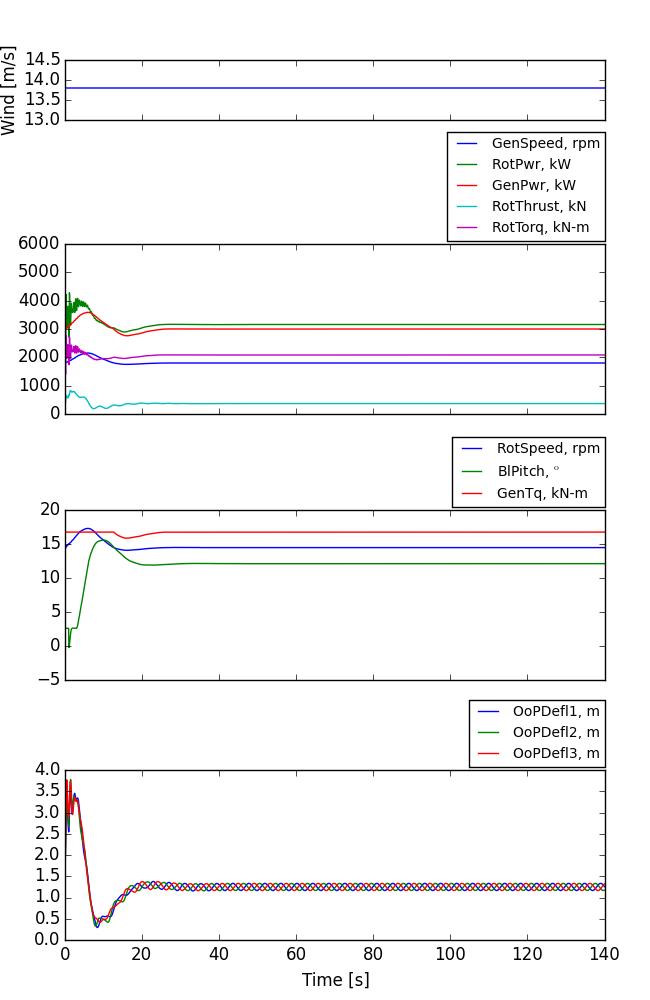 Wind [m/s]
14.5
14.0
13.5
13.0
GenSpeed, rpm
RotPwr, kW
GenPwr, kW
RotThrust, kN
RotTorq, kN-m
6000
5000
4000
3000
2000
1000
0
RotSpeed, rpm
BlPitch, °
GenTq, kN-m
20
15
10
5
0
−5
OoPDefl1, m
OoPDefl2, m
OoPDefl3, m
4.0
3.5
3.0
2.5
2.0
1.5
1.0
0.5
0.0
0 20 40 60 80 100 120 140
Time [s]